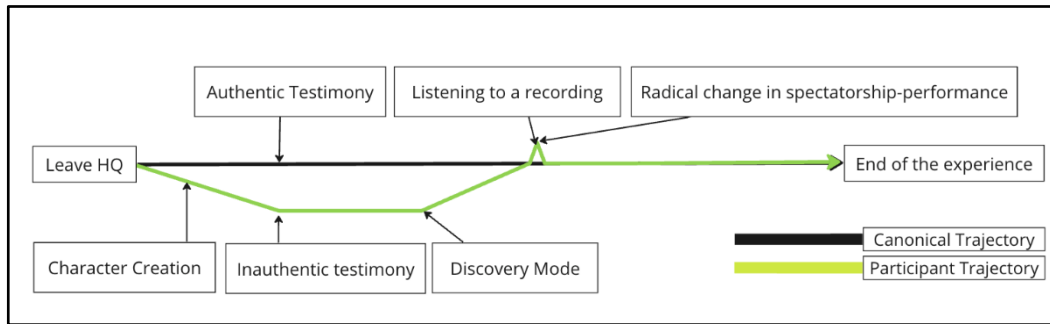 Authentic Testimony
Listening to a recording
Radical change in spectatorship-performance
Leave HQ
End of the experience
Character Creation
Inauthentic testimony
Discovery Mode
Canonical Trajectory
Participant Trajectory